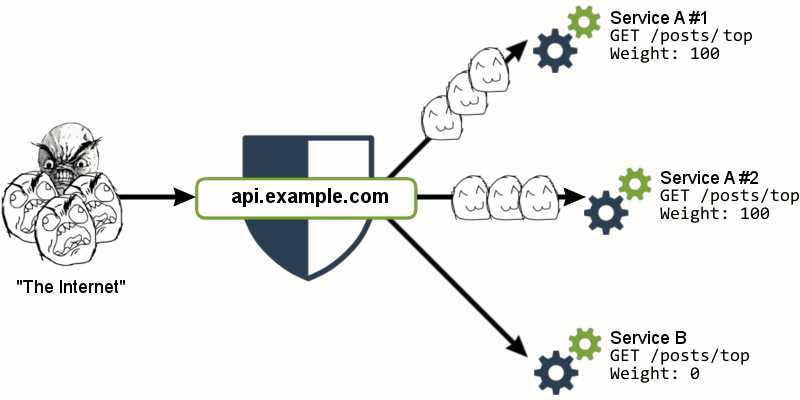 Service A #1
GET /posts/top
Weight: 100
api.example.com
Service A #2
GET /posts/top
Weight: 100
"The Internet"
Service B
GET /posts/top
Weight: 0